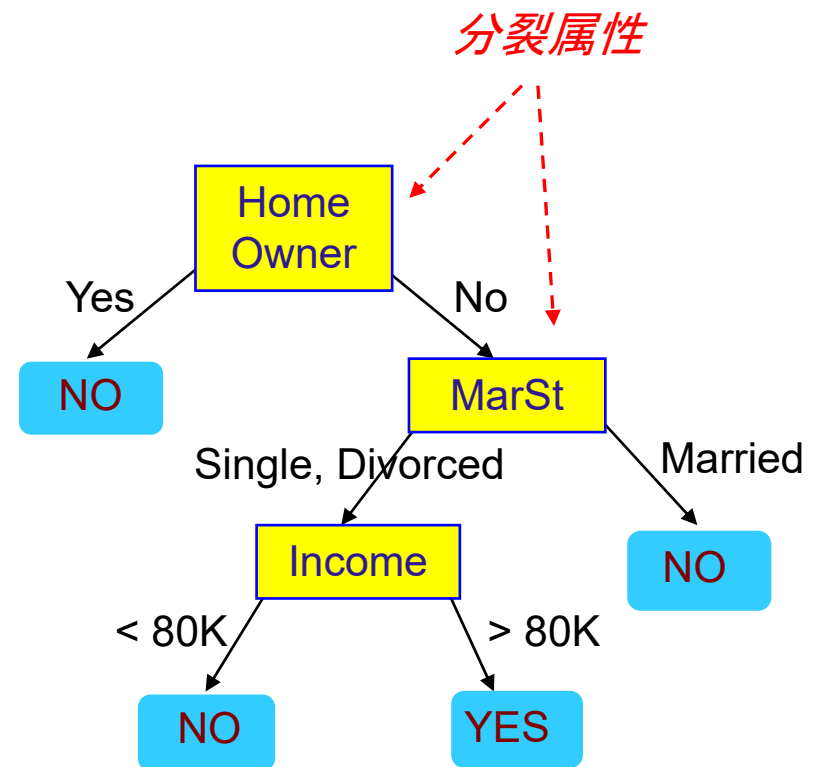 分裂属性
Home
Owner
Yes
No
NO
MarSt
Single, Divorced
Married
Income
NO
< 80K
> 80K
NO
YES